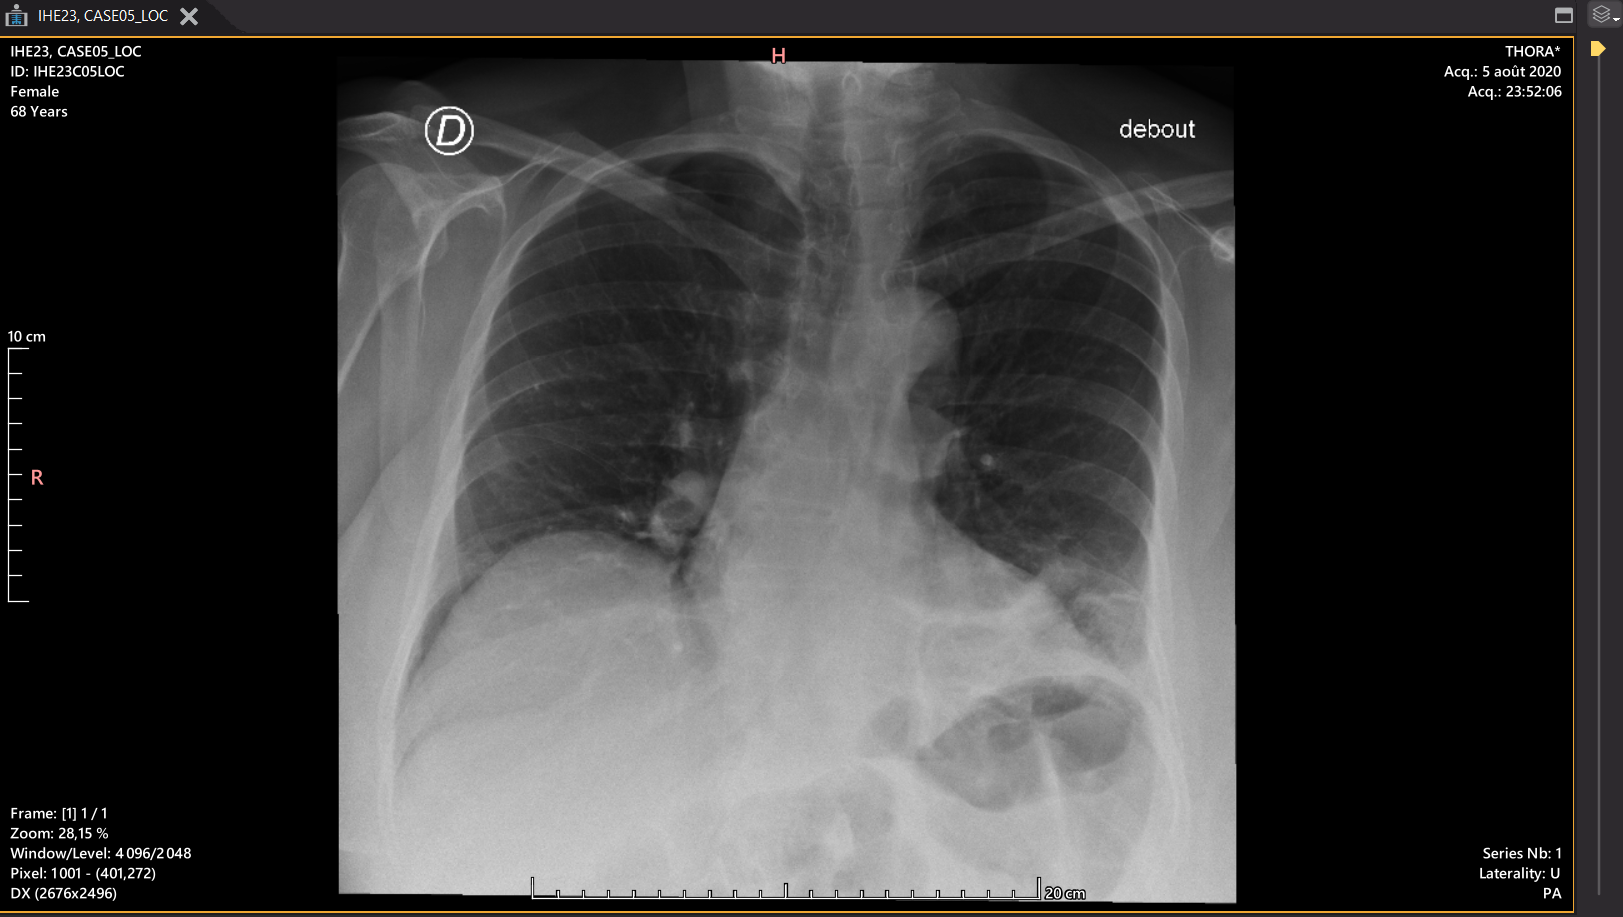 IHE23, CASE05_LOC
IHE23, CASE05_LOC
ID: IHE23C05LOC
Female
68 Years
H
THORA*
Acq.: 5 août 2020
Acq.: 23:52:06
D
debout
10 cm
R
Frame: [1] 1 / 1
Zoom: 28,15 %
Window/Level: 4 096/2 048
Pixel: 1 001 - (401,272)
DX (2676x2496)
20 cm
Series Nb: 1
Laterality: U
PA